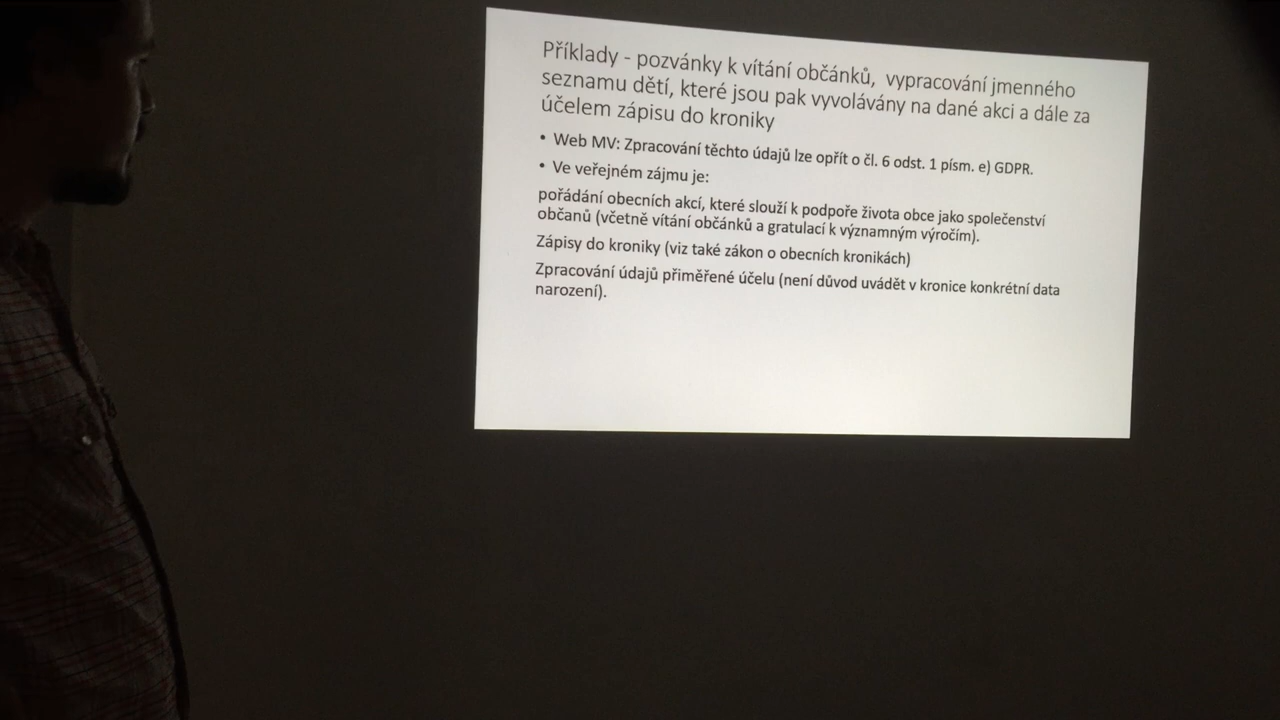 Příklady - pozvánky k vítání občánků, vypracování jmenného
seznamu dětí, které jsou pak vyvolávány na dané akci a dále za
účelem zápisu do kroniky
• Web MV: Zpracování těchto údajů lze opřít o čl. 6 odst. 1 písm. e) GDPR.
• Ve veřejném zájmu je:
pořádání obecních akcí, které slouží k podpoře života obce jako společenství
občanů (včetně vítání občánků a gratulací k významným výročím).
Zápisy do kroniky (viz také zákon o obecních kronikách)
Zpracování údajů přiměřené účelu (není důvod uvádět v kronice konkrétní data
narození).